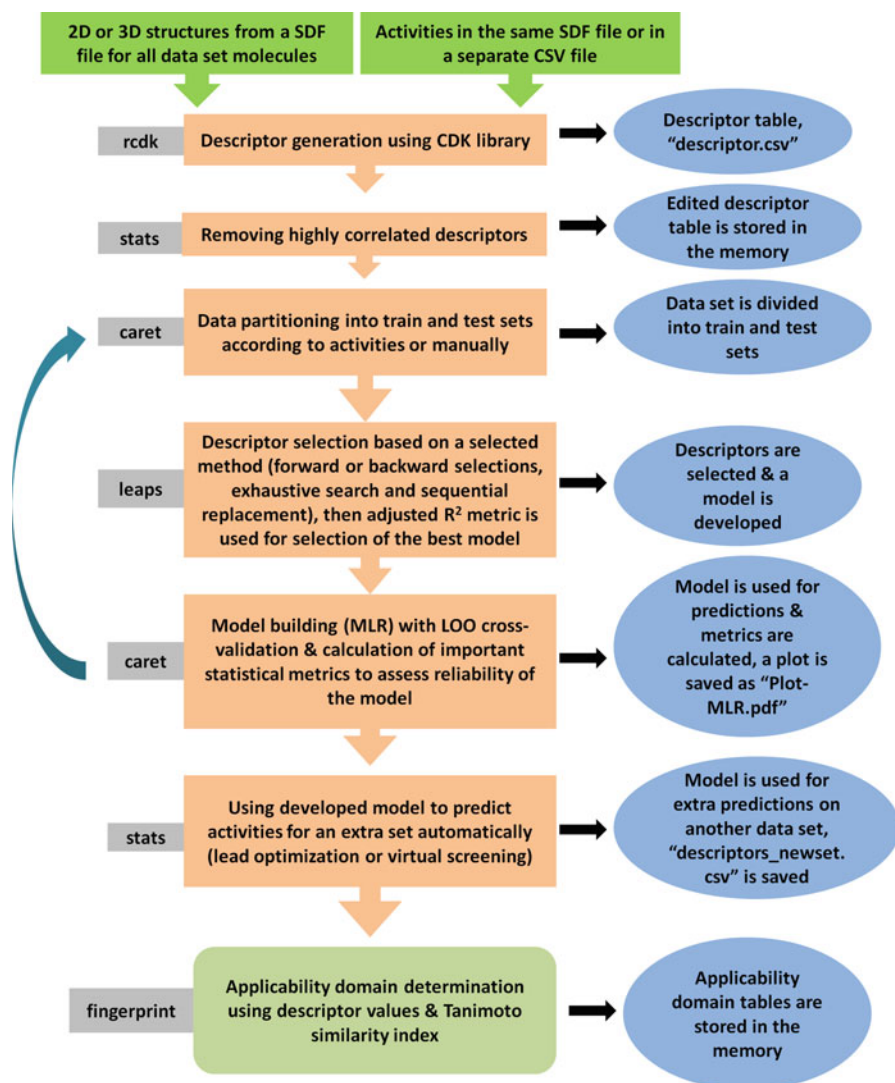 2D or 3D structures from a SDF
file for all data set molecules
Activities in the same SDF file or in
a separate CSV file
rcdk
Descriptor generation using CDK library
Descriptor table,
“descriptor.csv”
stats
Removing highly correlated descriptors
Edited descriptor
table is stored in
the memory
caret
Data partitioning into train and test sets
according to activities or manually
Data set is divided
into train and test
sets
leaps
Descriptor selection based on a selected
method (forward or backward selections,
exhaustive search and sequential
replacement), then adjusted R² metric is
used for selection of the best model
Descriptors are
selected & a
model is
developed
caret
Model building (MLR) with LOO cross-
validation & calculation of important
statistical metrics to assess reliability of
the model
Model is used for
predictions &
metrics are
calculated, a plot is
saved as “Plot-
MLR.pdf”
stats
Using developed model to predict
activities for an extra set automatically
(lead optimization or virtual screening)
Model is used for
extra predictions on
another data set,
“descriptors_newset.
csv” is saved
fingerprint
Applicability domain determination
using descriptor values & Tanimoto
similarity index
Applicability
domain tables are
stored in the
memory